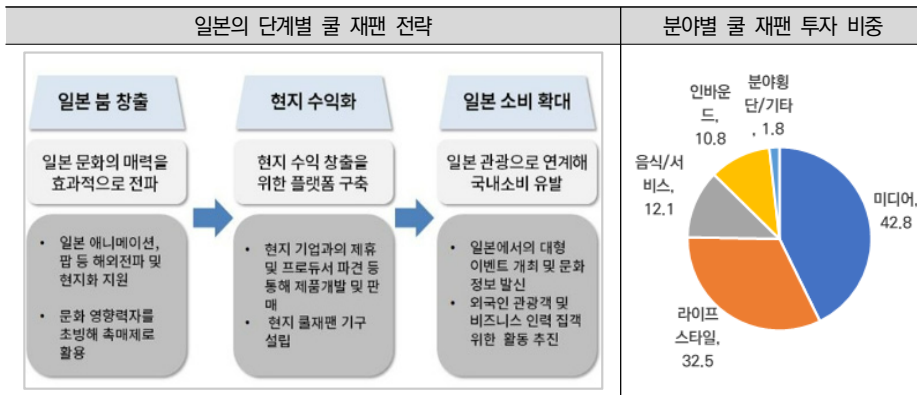 일본의 단계별 쿨 재팬 전략
일본 붐 창출
일본 문화의 매력을
효과적으로 전파
• 일본 애니메이션,
팝 등 해외전파 및
현지화 지원
• 문화 영향력자를
초빙해 촉매제로
활용
현지 수익화
현지 수익 창출을
위한 플랫폼 구축
• 현지 기업과의 제휴
및 프로듀서 파견 등
통해 제품개발 및 판
매
• 현지 쿨재팬 기구
설립
일본 소비 확대
일본 관광으로 연계해
국내소비 유발
• 일본에서의 대형
이벤트 개최 및 문화
정보 발신
• 외국인 관광객 및
비즈니스 인력 집객
위한 활동 추진
분야별 쿨 재팬 투자 비중
분야횡
단/기타
, 1.8
인바운
드,
10.8
음식/서
비스,
12.1
미디어,
42.8
라이프
스타일,
32.5